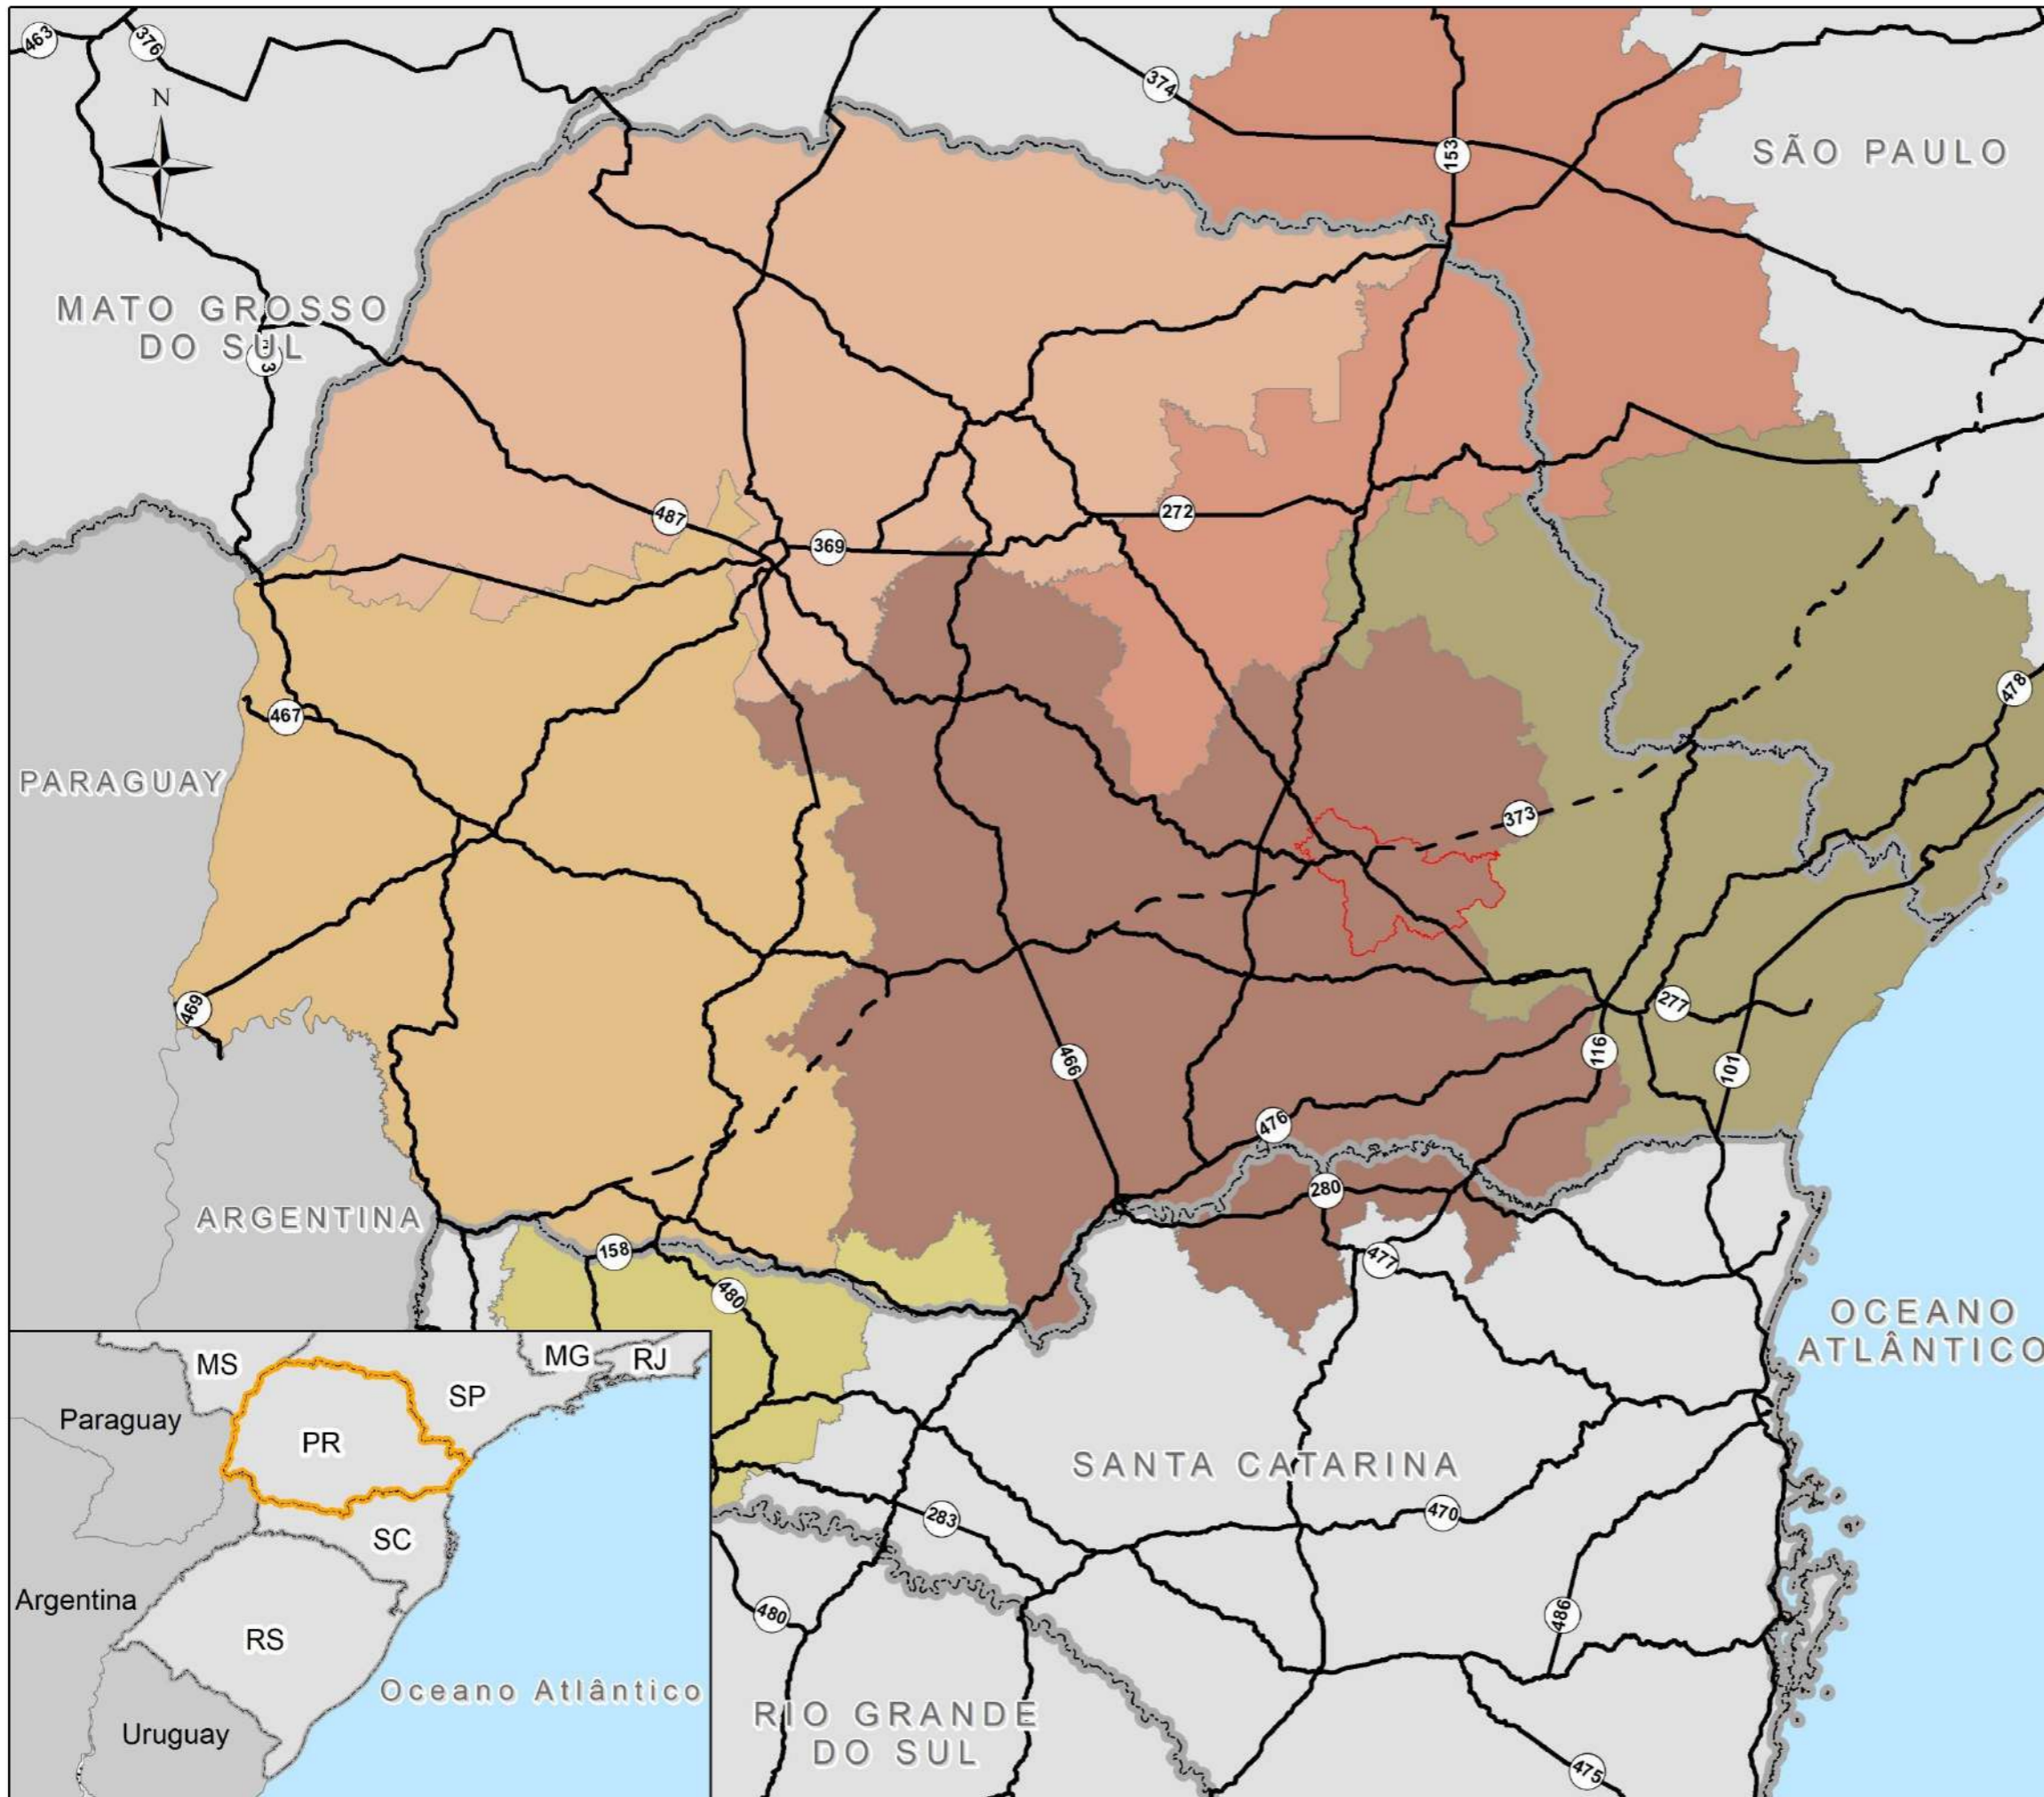 463
376
374
N
153
SÃO PAULO
MATO GROSSO
DO SUL
3
487
272
369
478
467
PARAGUAY
373
469
277
466
116
101
476
280
ARGENTINA
158
477
480
OCEANO
ATLÂNTICO
MS
MG
RJ
SP
Paraguay
PR
SANTA CATARINA
283
470
SC
Argentina
480
486
RS
Oceano Atlântico
RIO GRANDE
DO SUL
Uruguay
475